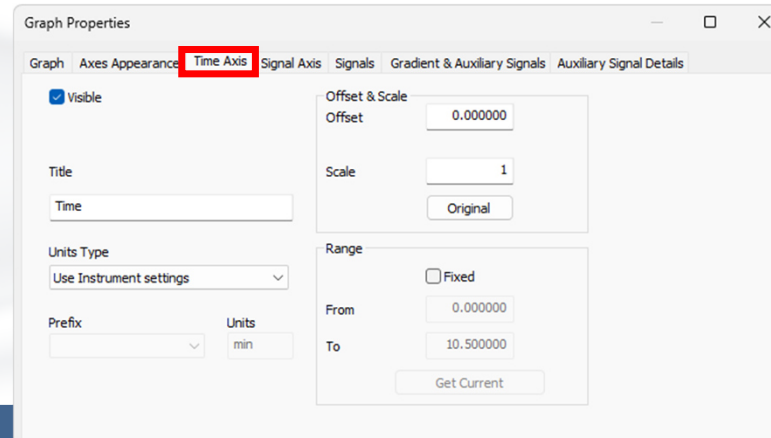 Graph Properties
Graph Axes Appearance Time Axis Signal Axis Signals Gradient & Auxiliary Signals Auxiliary Signal Details
Visible
Title
Time
Units Type
Use Instrument settings
Prefix Units
min
Offset & Scale
Offset 0.000000
Scale 1
Original
Range
Fixed
From 0.000000
To 10.500000
Get Current